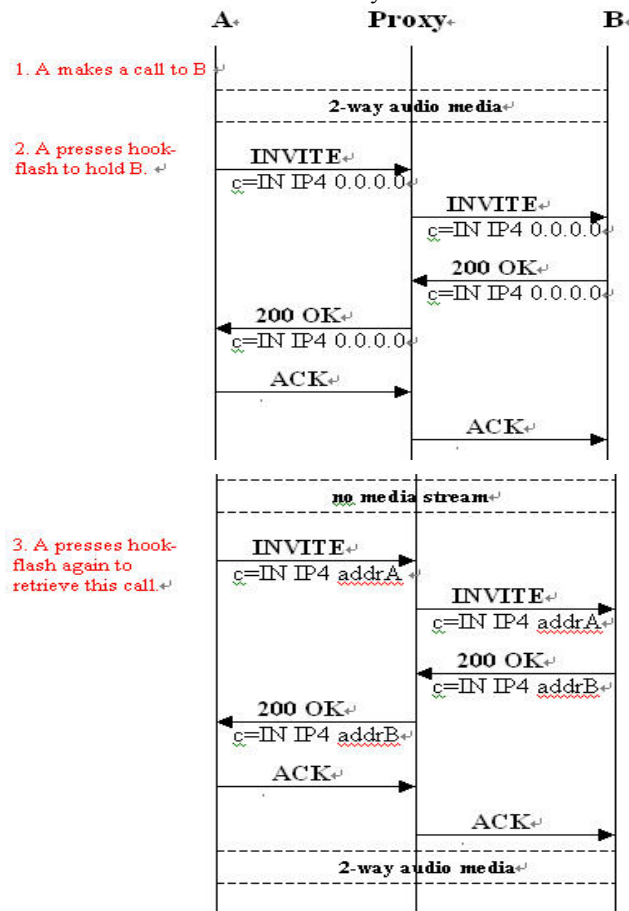 A Proxy B
1. A makes a call to B
2-way audio media
2. A presses hook-
flash to hold B.
INVITE
c=IN IP4 0.0.0.0
INVITE
c=IN IP4 0.0.0.0
200 OK
c=IN IP4 0.0.0.0
200 OK
c=IN IP4 0.0.0.0
ACK
ACK
no media stream
3. A presses hook-
flash again to
retrieve this call.
INVITE
c=IN IP4 addrA
INVITE
c=IN IP4 addrA
200 OK
c=IN IP4 addrB
200 OK
c=IN IP4 addrB
ACK
ACK
2-way audio media